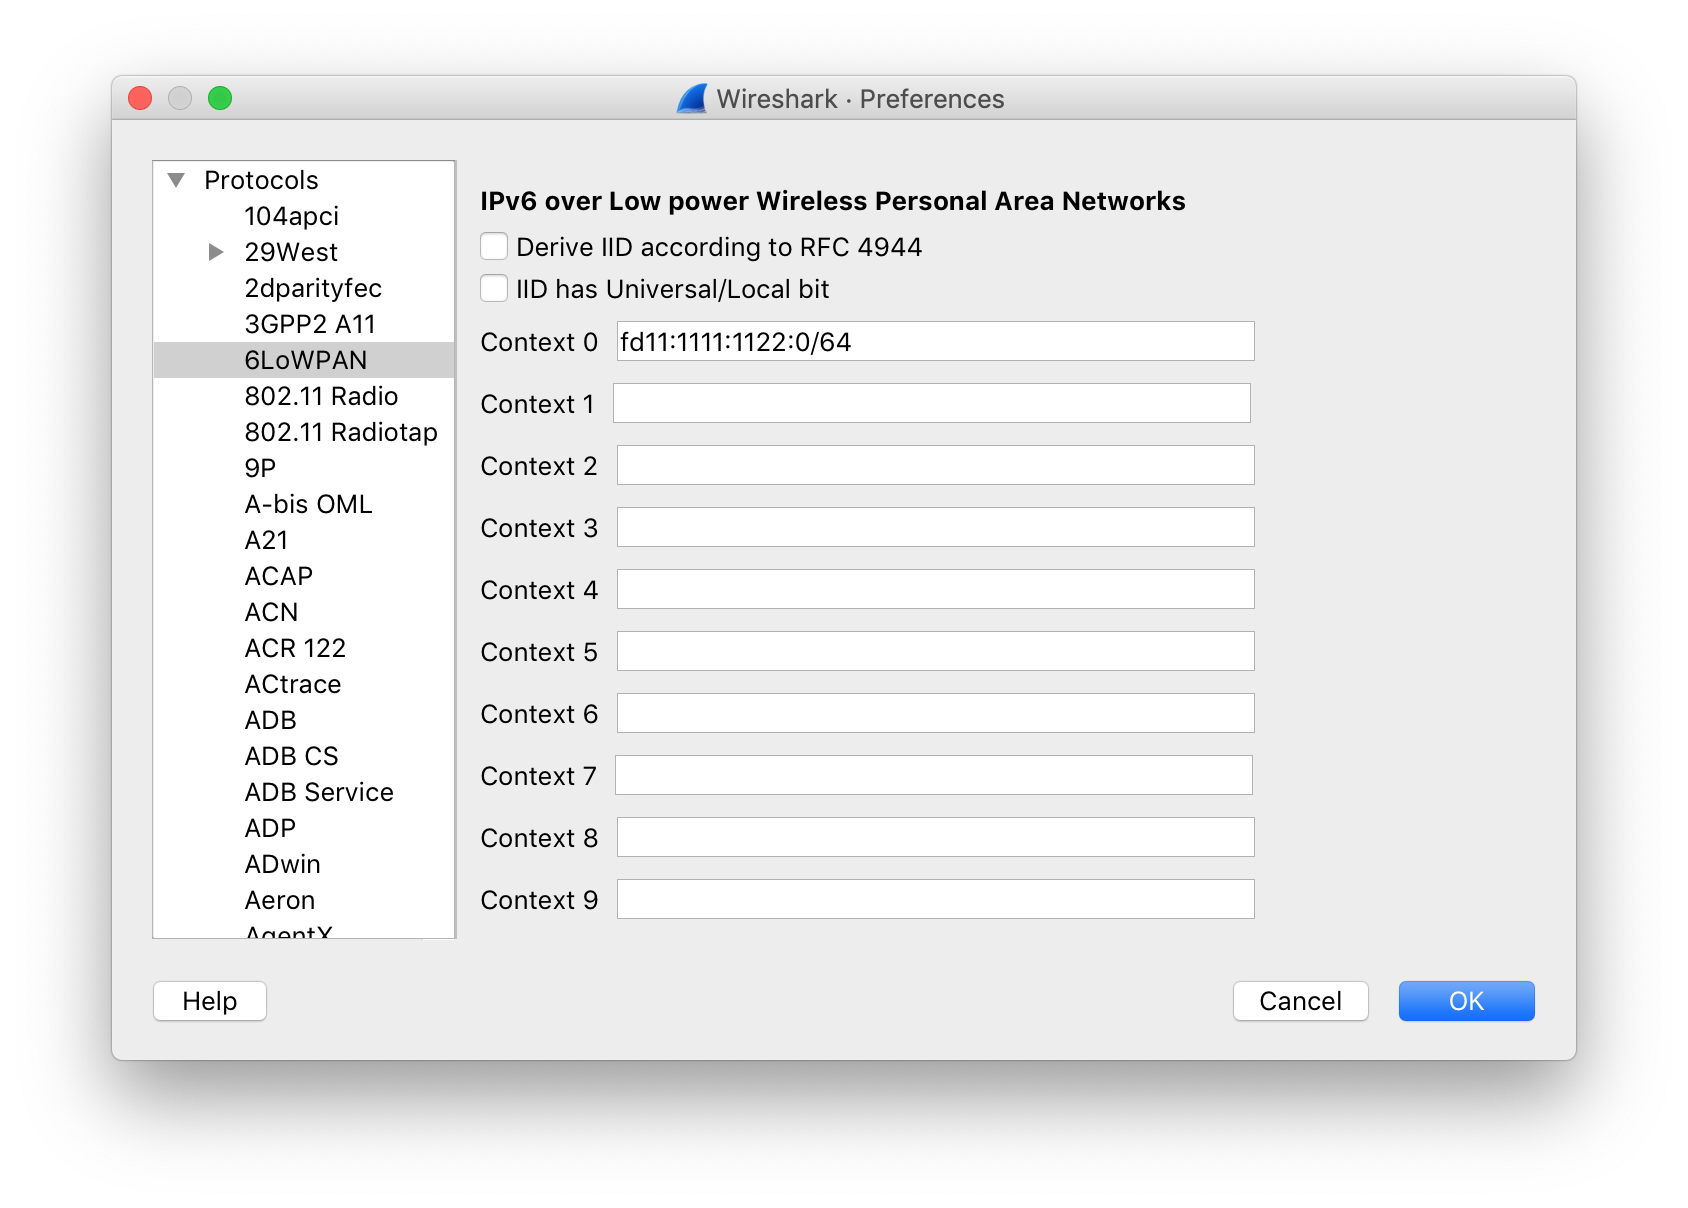 Wireshark · Preferences
Protocols
104apci
29West
2dparityfec
3GPP2 A11
6LoWPAN
802.11 Radio
802.11 Radiotap
9P
A-bis OML
A21
ACAP
ACN
ACR 122
ACtrace
ADB
ADB CS
ADB Service
ADP
ADwin
Aeron
AgentX
IPv6 over Low power Wireless Personal Area Networks
Derive IID according to RFC 4944
IID has Universal/Local bit
Context 0 fd11:1111:1122:0/64
Context 1
Context 2
Context 3
Context 4
Context 5
Context 6
Context 7
Context 8
Context 9
Help
Cancel
OK